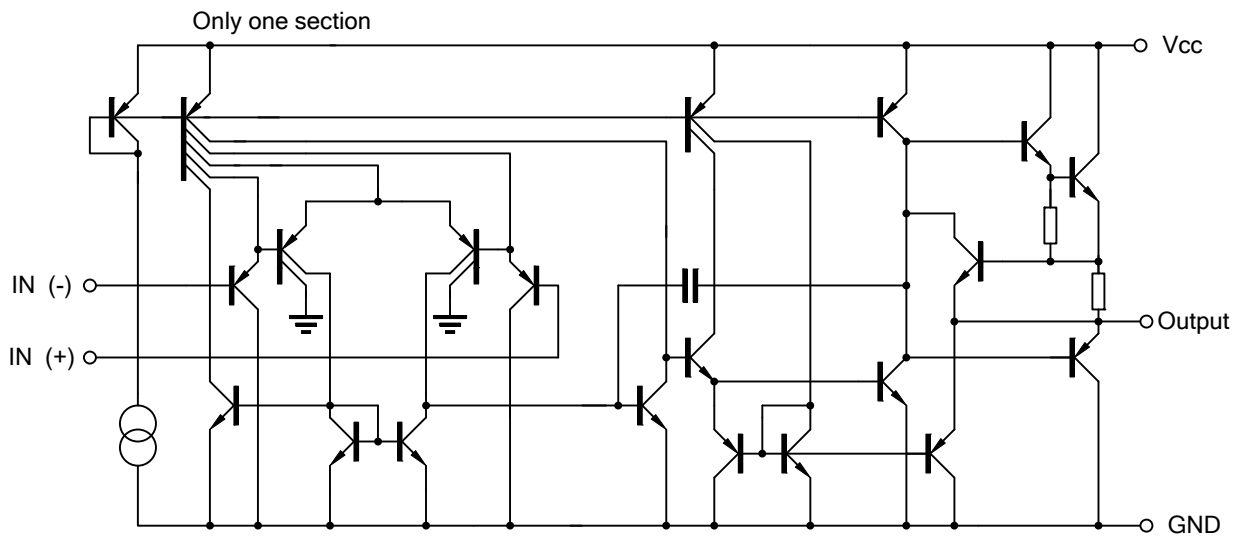 Only one section
Vcc
IN (-)
Output
IN (+)
GND